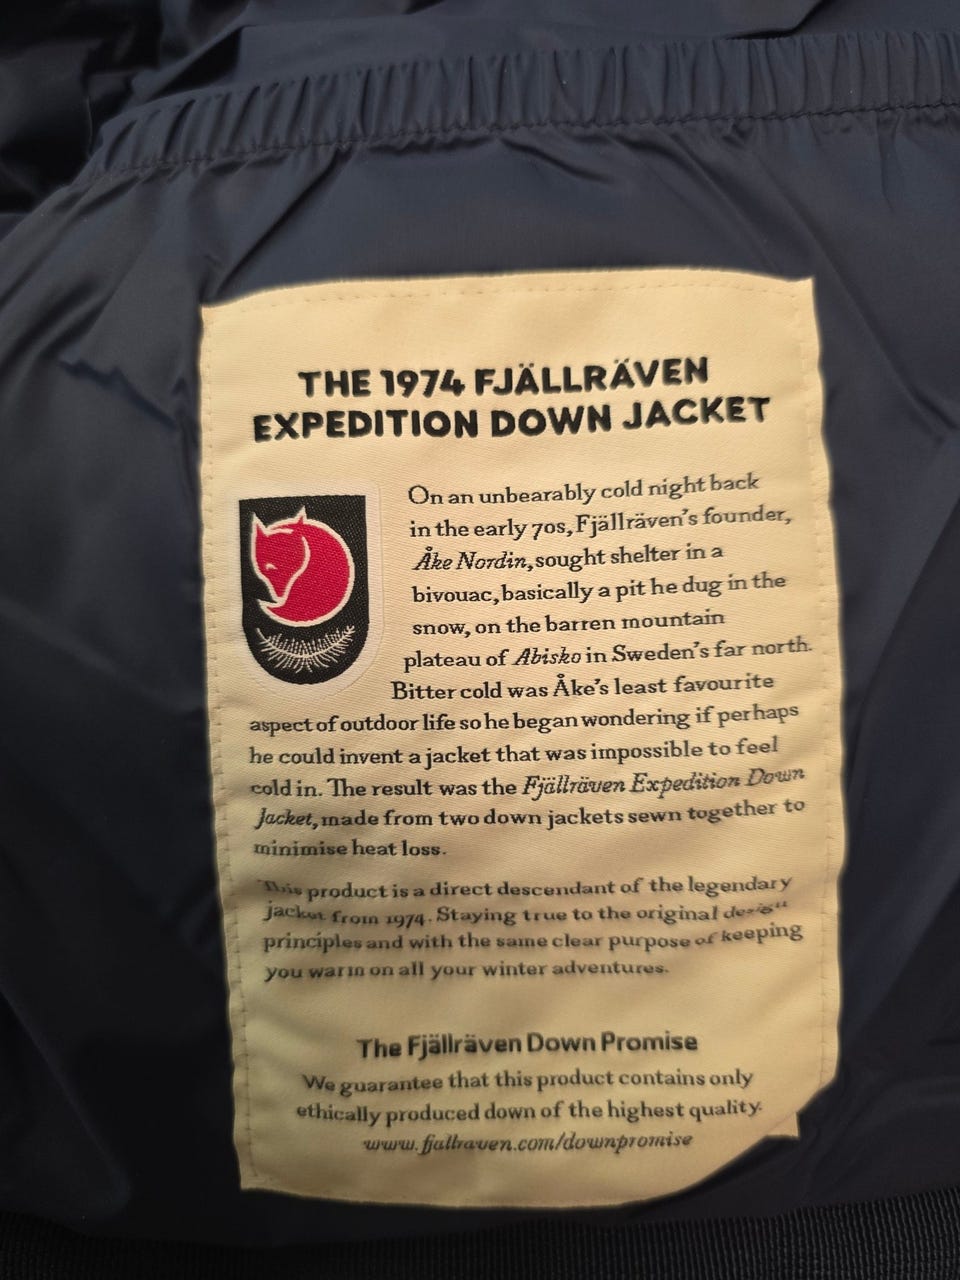 THE 1974 FJÄLLRÄVEN
EXPEDITION DOWN JACKET
On an unbearably cold night back
in the early 70s, Fjällräven's founder,
Åke Nordin, sought shelter in a
bivouac, basically a pit he dug in the
snow, on the barren mountain
plateau of Abisko in Sweden's far north.
Bitter cold was Åke's least favourite
aspect of outdoor life so he began wondering if perhaps
he could invent a jacket that was impossible to feel
cold in. The result was the Fjällräven Expedition Down
Jacket, made from two down jackets sewn together to
minimise heat loss.
This product is a direct descendant of the legendary
jacket from 1974. Staying true to the original design
principles and with the same clear purpose of keeping
you warm on all your winter adventures.
The Fjällräven Down Promise
We guarantee that this product contains only
ethically produced down of the highest quality.
www.fjallraven.com/downpromise